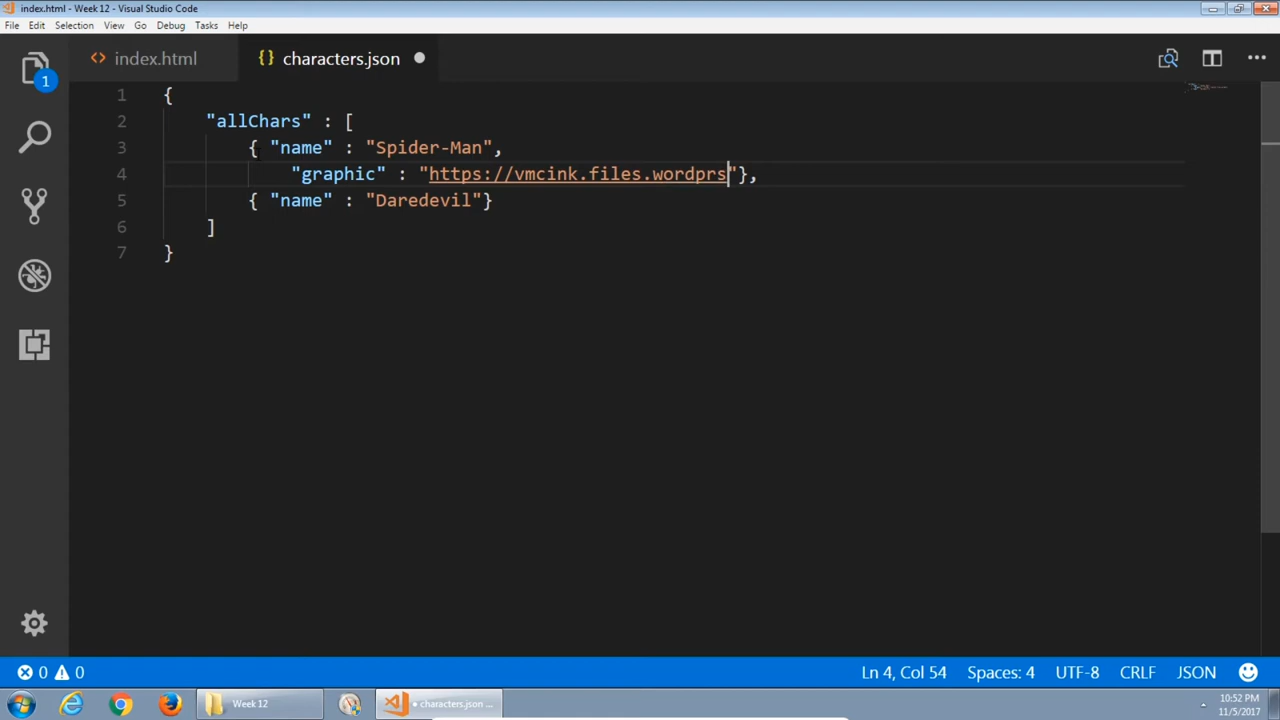 index.html - Week 12 - Visual Studio Code
File Edit Selection View Go Debug Tasks Help
index.html characters.json
1
1 {
2 "allChars" : [
3 { "name" : "Spider-Man",
4 "graphic" : "https://vmcink.files.wordprs"},
5 { "name" : "Daredevil"}
6 ]
7 }
0 0 Ln 4, Col 54 Spaces: 4 UTF-8 CRLF JSON
Week 12 • characters.json ... 10:52 PM
11/5/2017